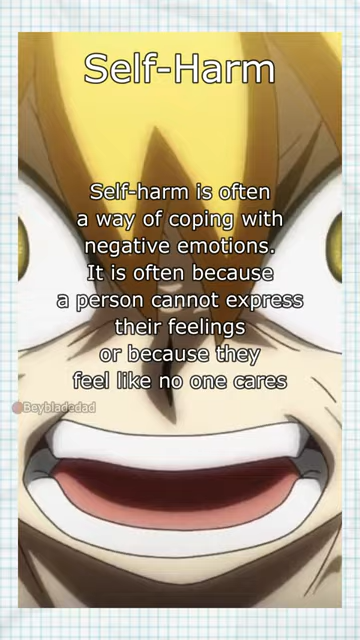 Self-Harm
Self-harm is often
a way of coping with
negative emotions.
It is often because
a person cannot express
their feelings
or because they
feel like no one cares
Beybladedad